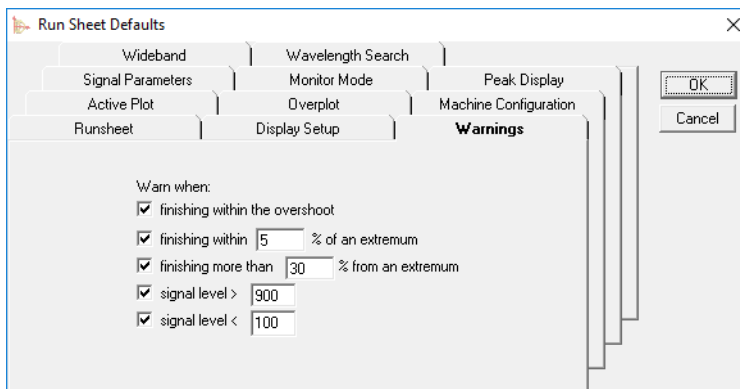 Run Sheet Defaults
Wideband Wavelength Search
Signal Parameters Monitor Mode Peak Display
Active Plot Overplot Machine Configuration
Runsheet Display Setup Warnings
OK
Cancel
Warn when:
finishing within the overshoot
finishing within 5 % of an extremum
finishing more than 30 % from an extremum
signal level > 900
signal level < 100